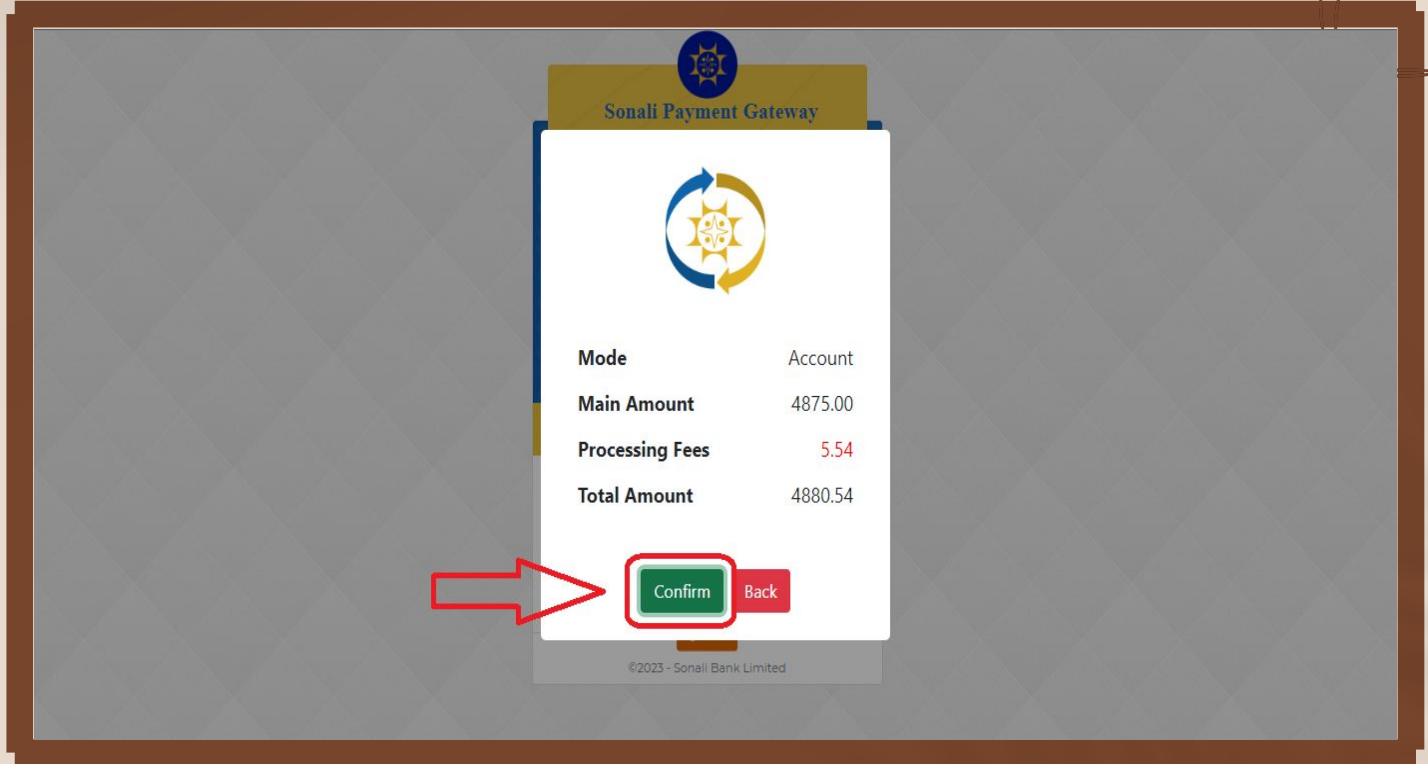 Sonali Payment Gateway
Mode Account
Main Amount 4875.00
Processing Fees 5.54
Total Amount 4880.54
Confirm Back
©2023 - Sonali Bank Limited